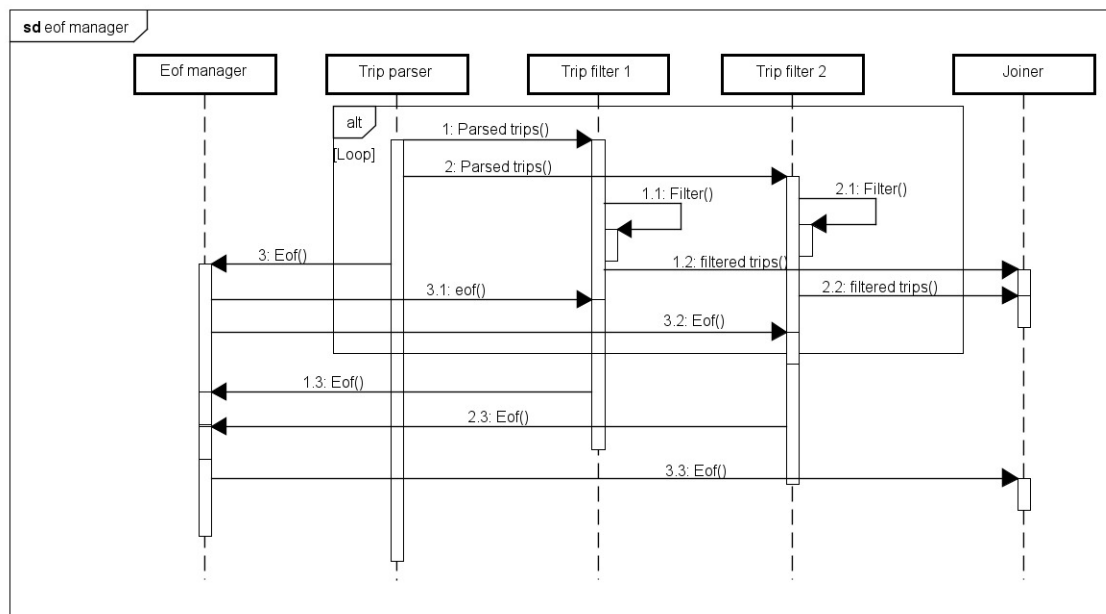 sd eof manager
Eof manager
Trip parser
Trip filter 1
Trip filter 2
Joiner
alt
[Loop]
1: Parsed trips()
2: Parsed trips()
1.1: Filter()
2.1: Filter()
3: Eof()
1.2: filtered trips()
3.1: eof()
2.2: filtered trips()
3.2: Eof()
1.3: Eof()
2.3: Eof()
3.3: Eof()